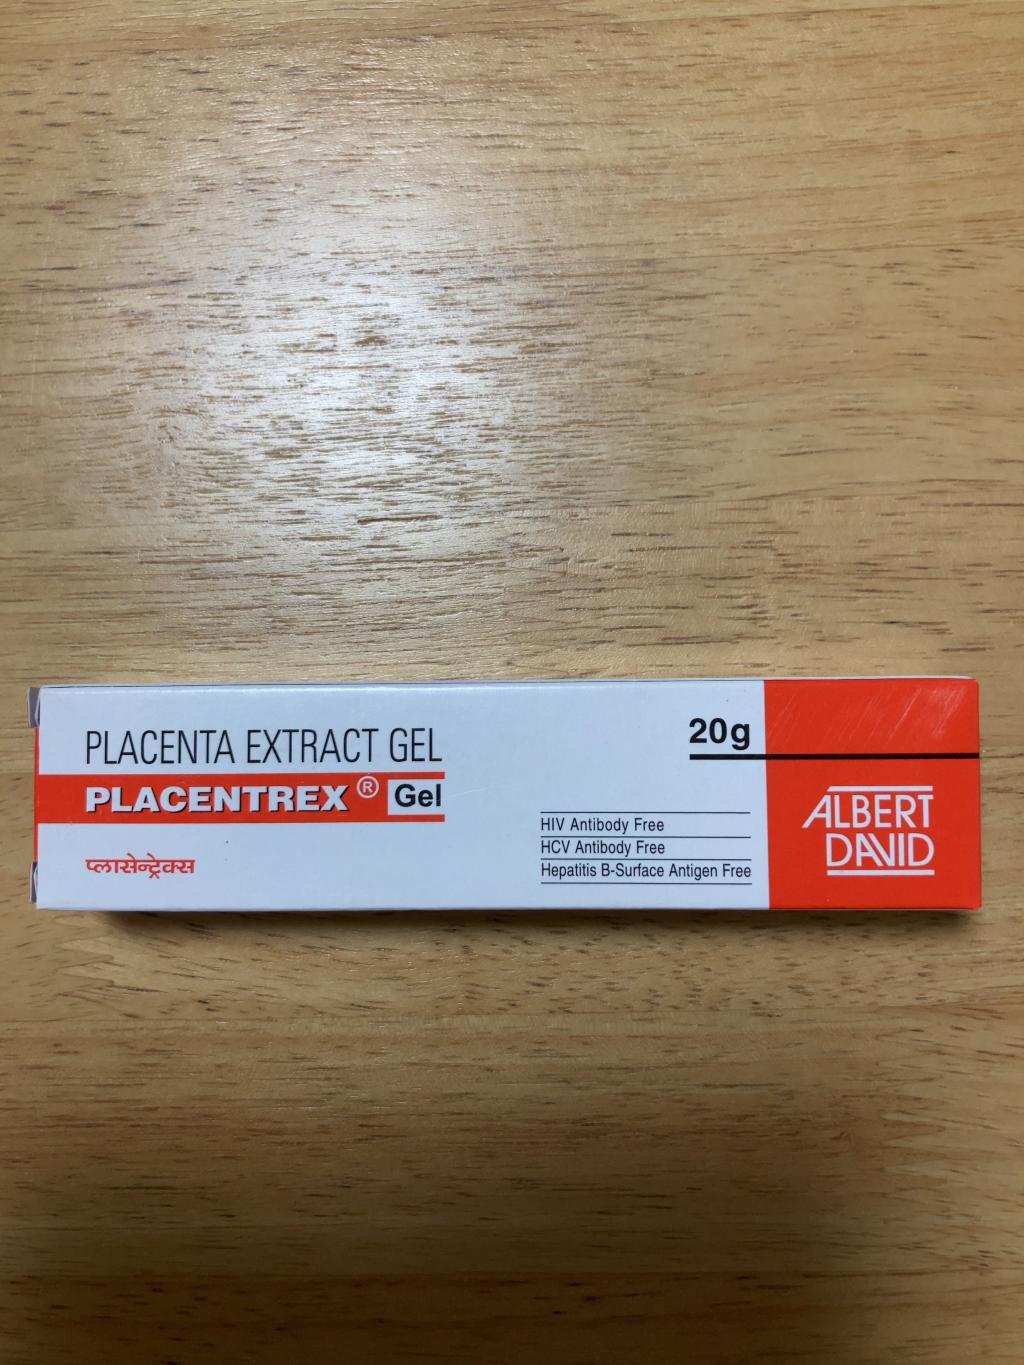 PLACENTA EXTRACT GEL
PLACENTREX® Gel
प्लासेन्ट्रेक्स
20g
HIV Antibody Free
HCV Antibody Free
Hepatitis B-Surface Antigen Free
ALBERT
DAVID